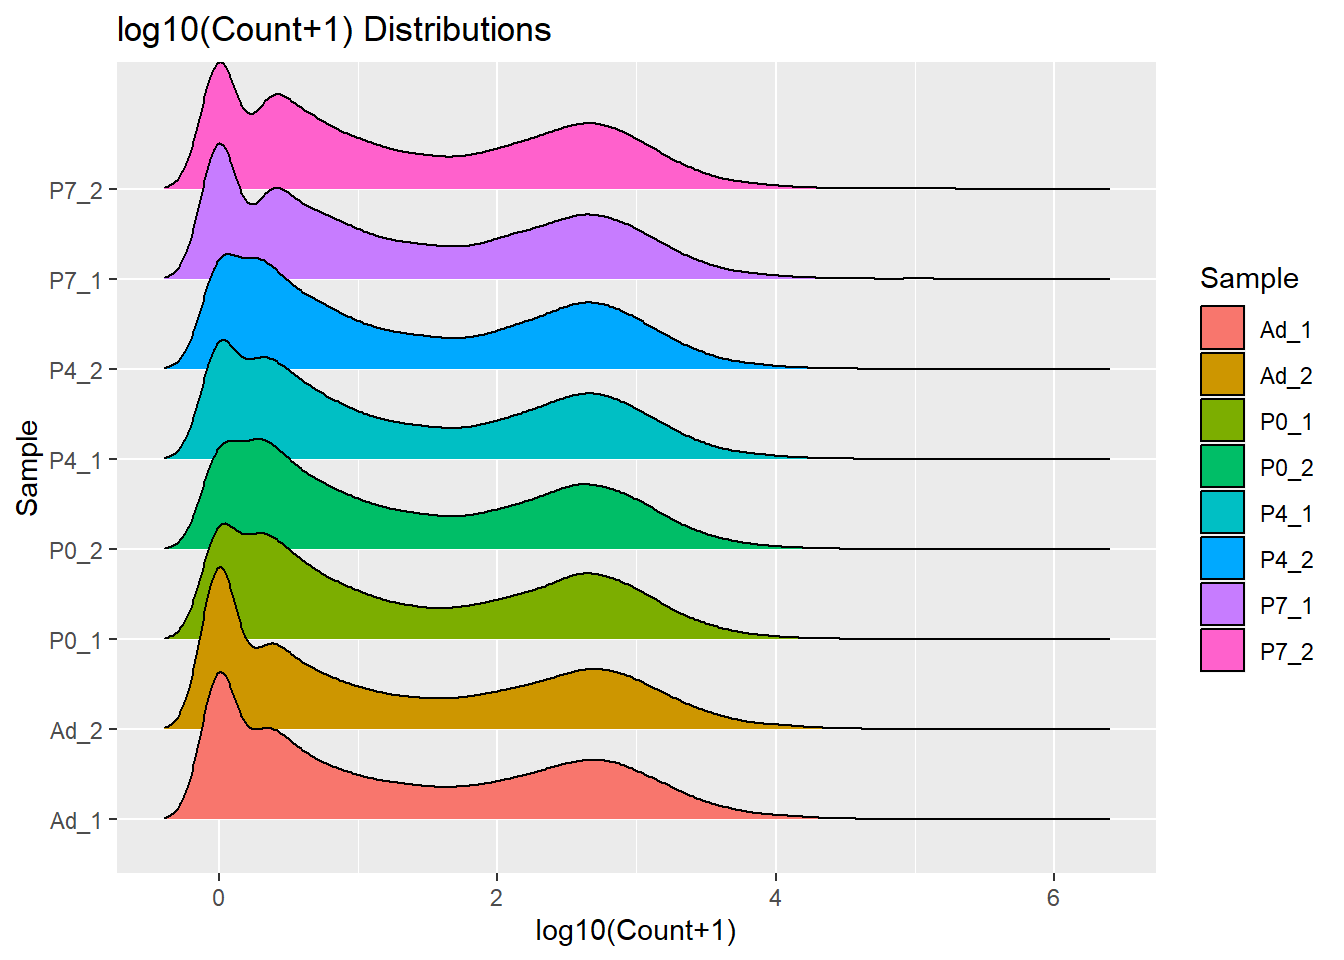 log10(Count+1) Distributions
Sample
P7_2
P7_1
P4_2
P4_1
P0_2
P0_1
Ad_2
Ad_1
0 2 4 6
log10(Count+1)
Sample
Ad_1
Ad_2
P0_1
P0_2
P4_1
P4_2
P7_1
P7_2